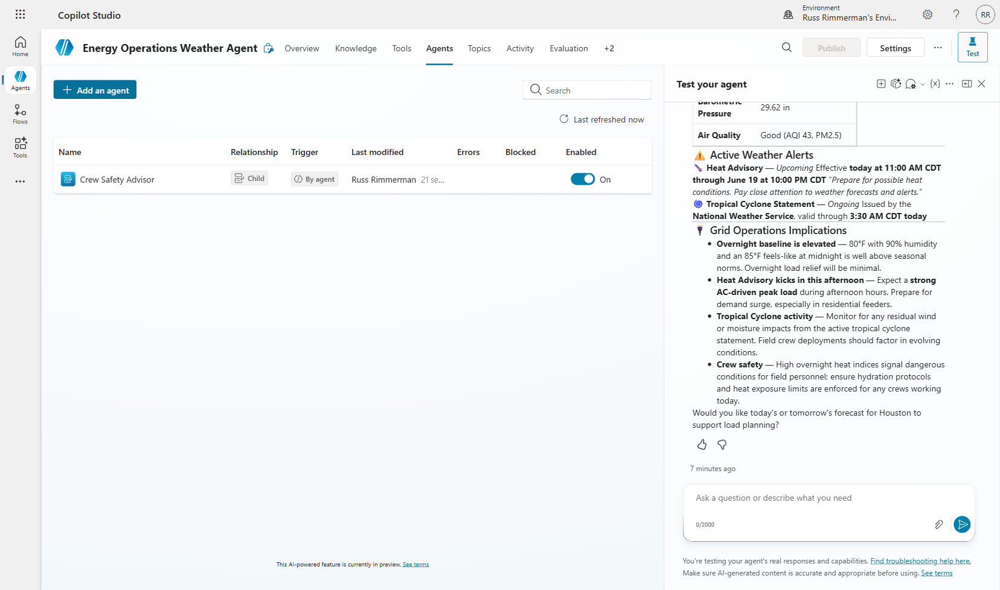 Copilot Studio
Environment
Russ Rimmerman's Envi...
RR
Home
Agents
Flows
Tools
Energy Operations Weather Agent
Overview
Knowledge
Tools
Agents
Topics
Activity
Evaluation
+2
Publish
Settings
Test
Add an agent
Search
Last refreshed now
Name Relationship Trigger Last modified Errors Blocked Enabled
Crew Safety Advisor Child By agent Russ Rimmerman 21 se... On
This AI-powered feature is currently in preview. See terms
Test your agent
Barometric
Pressure
29.62 in
Air Quality Good (AQI 43, PM2.5)
⚠️ Active Weather Alerts
Heat Advisory — Upcoming Effective today at 11:00 AM CDT
through June 19 at 10:00 PM CDT "Prepare for possible heat
conditions. Pay close attention to weather forecasts and alerts."
🌀 Tropical Cyclone Statement — Ongoing Issued by the
National Weather Service, valid through 3:30 AM CDT today
Grid Operations Implications
• Overnight baseline is elevated — 80°F with 90% humidity
and an 85°F feels-like at midnight is well above seasonal
norms. Overnight load relief will be minimal.
• Heat Advisory kicks in this afternoon — Expect a strong
AC-driven peak load during afternoon hours. Prepare for
demand surge, especially in residential feeders.
• Tropical Cyclone activity — Monitor for any residual wind
or moisture impacts from the active tropical cyclone
statement. Field crew deployments should factor in evolving
conditions.
• Crew safety — High overnight heat indices signal dangerous
conditions for field personnel; ensure hydration protocols
and heat exposure limits are enforced for any crews working
today.
Would you like today's or tomorrow's forecast for Houston to
support load planning?
7 minutes ago
Ask a question or describe what you need
0/2000
You're testing your agent's real responses and capabilities. Find troubleshooting help here.
Make sure AI-generated content is accurate and appropriate before using. See terms